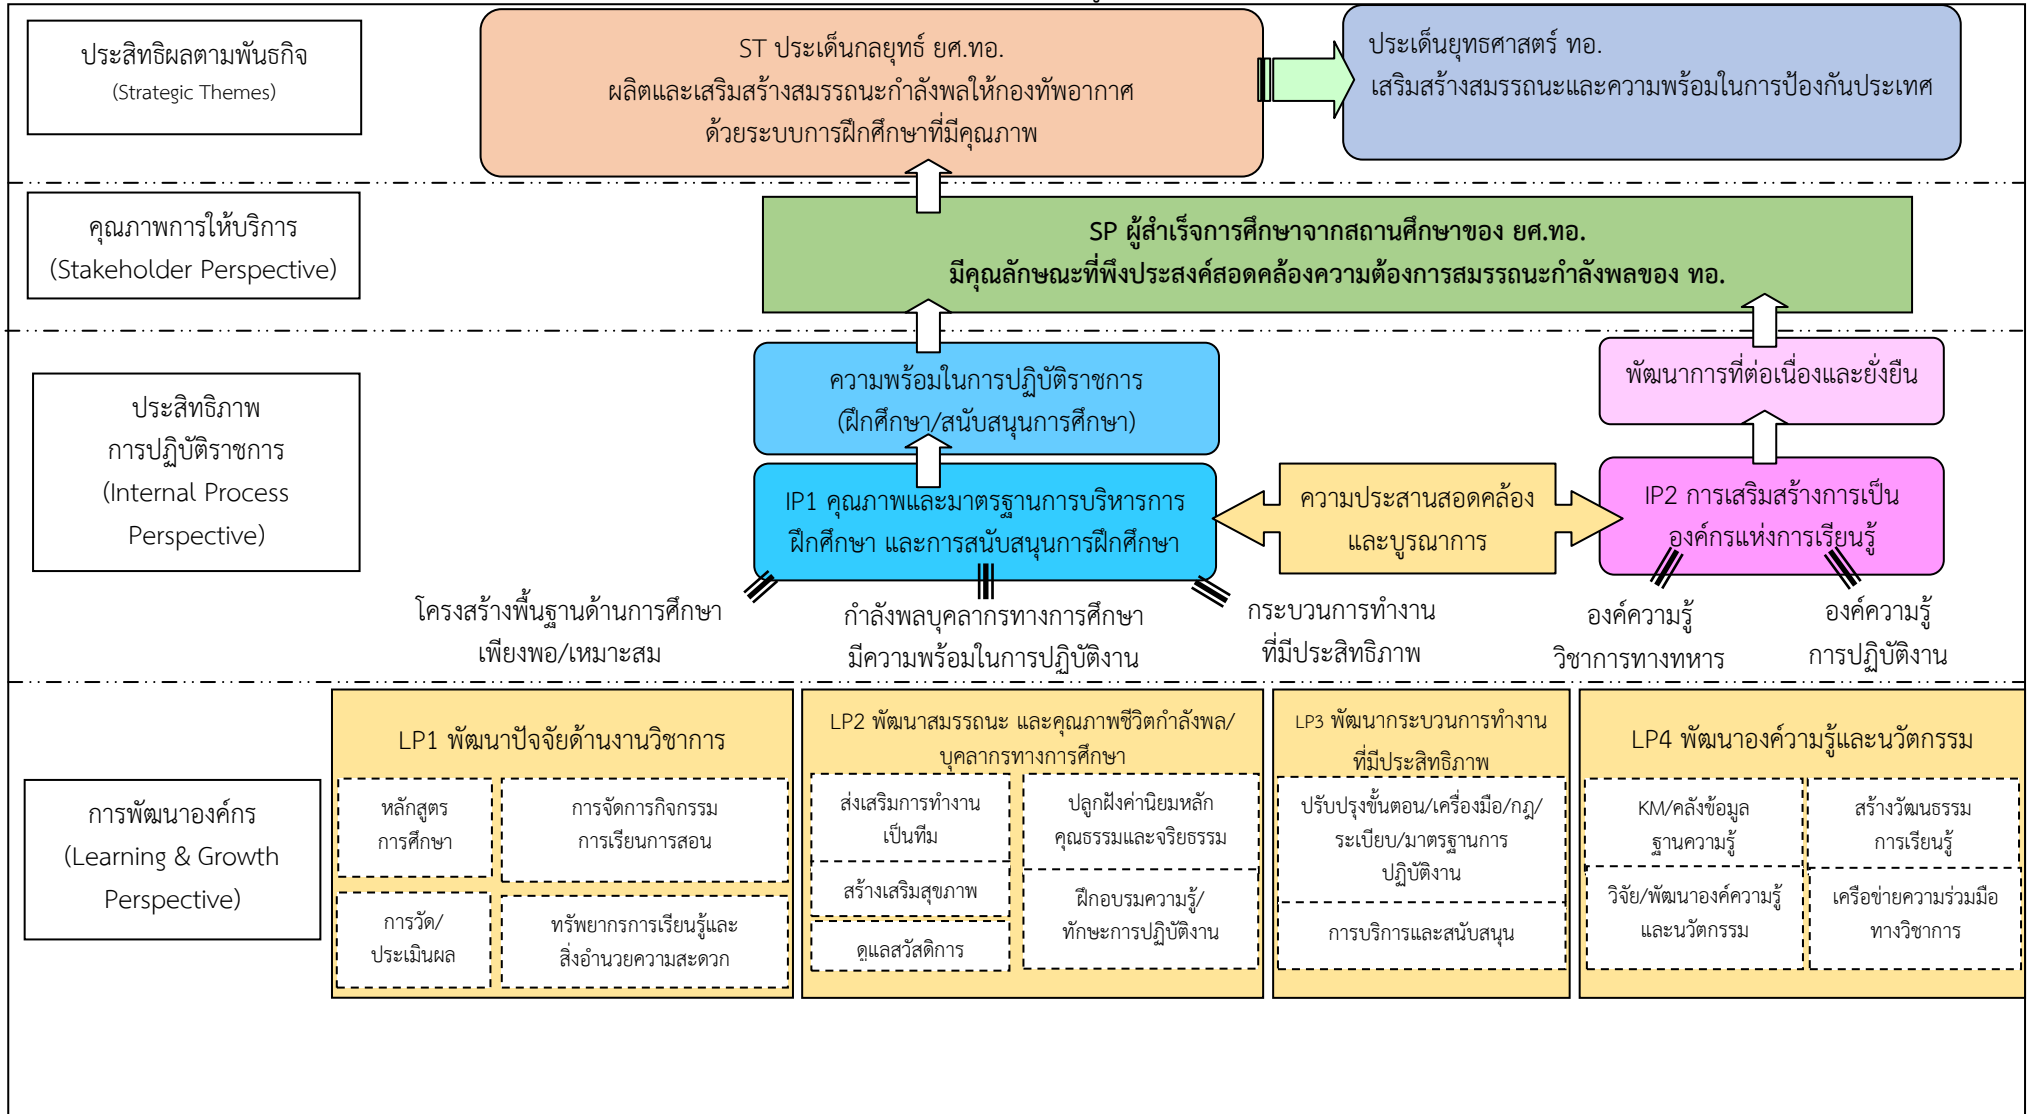 ประสิทธิผลตามพันธกิจ
(Strategic Themes)
ST ประเด็นกลยุทธ์ ยศ.ทอ.
ผลิตและเสริมสร้างสมรรถนะกำลังพลให้กองทัพอากาศ
ด้วยระบบการฝึกศึกษาที่มีคุณภาพ
ประเด็นยุทธศาสตร์ ทอ.
เสริมสร้างสมรรถนะและความพร้อมในการป้องกันประเทศ
คุณภาพการให้บริการ
(Stakeholder Perspective)
SP ผู้สำเร็จการศึกษาจากสถานศึกษาของ ยศ.ทอ.
มีคุณลักษณะที่พึงประสงค์สอดคล้องความต้องการสมรรถนะกำลังพลของ ทอ.
ประสิทธิภาพ
การปฏิบัติราชการ
(Internal Process
Perspective)
ความพร้อมในการปฏิบัติราชการ
(ฝึกศึกษา/สนับสนุนการศึกษา)
พัฒนาการที่ต่อเนื่องและยั่งยืน
IP1 คุณภาพและมาตรฐานการบริหารการ
ฝึกศึกษา และการสนับสนุนการฝึกศึกษา
ความประสานสอดคล้อง
และบูรณาการ
IP2 การเสริมสร้างการเป็น
องค์กรแห่งการเรียนรู้
โครงสร้างพื้นฐานด้านการศึกษา
เพียงพอ/เหมาะสม
กำลังพลบุคลากรทางการศึกษา
มีความพร้อมในการปฏิบัติงาน
กระบวนการทำงาน
ที่มีประสิทธิภาพ
องค์ความรู้
วิชาการทางทหาร
องค์ความรู้
การปฏิบัติงาน
การพัฒนาองค์กร
(Learning & Growth
Perspective)
LP1 พัฒนาปัจจัยด้านงานวิชาการ
หลักสูตร
การศึกษา
การจัดการกิจกรรม
การเรียนการสอน
การวัด/
ประเมินผล
ทรัพยากรการเรียนรู้และ
สิ่งอำนวยความสะดวก
LP2 พัฒนาสมรรถนะ และคุณภาพชีวิตกำลังพล/
บุคลากรทางการศึกษา
ส่งเสริมการทำงาน
เป็นทีม
สร้างเสริมสุขภาพ
ดูแลสวัสดิการ
ปลูกฝังค่านิยมหลัก
คุณธรรมและจริยธรรม
ฝึกอบรมความรู้/
ทักษะการปฏิบัติงาน
LP3 พัฒนากระบวนการทำงาน
ที่มีประสิทธิภาพ
ปรับปรุงขั้นตอน/เครื่องมือ/กฎ/
ระเบียบ/มาตรฐานการ
ปฏิบัติงาน
การบริการและสนับสนุน
LP4 พัฒนาองค์วามรู้และนวัตกรรม
KM/คลังข้อมูล
ฐานความรู้
สร้างวัฒนธรรม
การเรียนรู้
วิจัย/พัฒนาองค์ความรู้
และนวัตกรรม
เครือข่ายความร่วมมือ
ทางวิชาการ